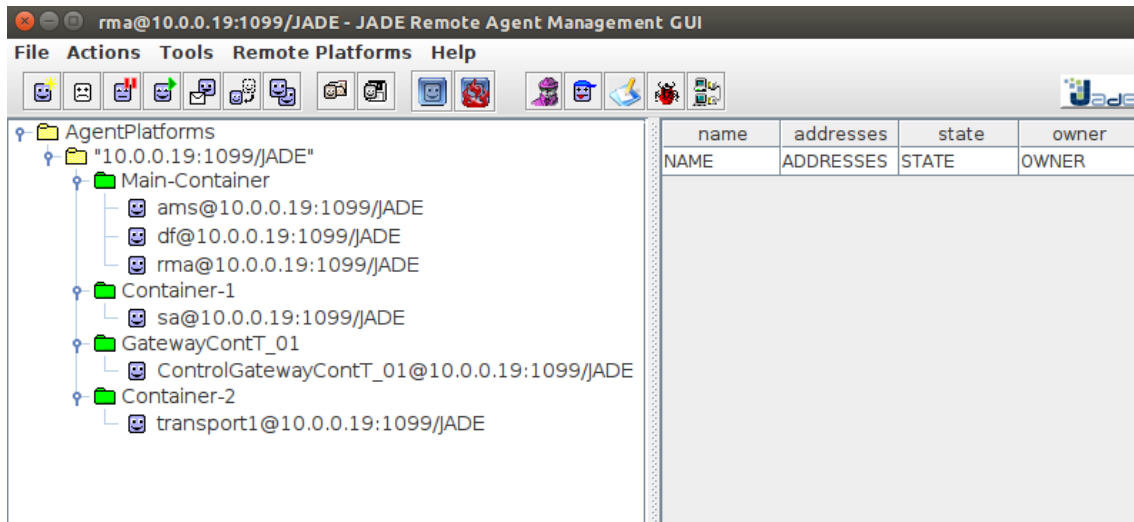 rma@10.0.0.19:1099/JADE - JADE Remote Agent Management GUI
File Actions Tools Remote Platforms Help
Jade
AgentPlatforms
"10.0.0.19:1099/JADE"
Main-Container
ams@10.0.0.19:1099/JADE
df@10.0.0.19:1099/JADE
rma@10.0.0.19:1099/JADE
Container-1
sa@10.0.0.19:1099/JADE
GatewayContT_01
ControlGatewayContT_01@10.0.0.19:1099/JADE
Container-2
transport1@10.0.0.19:1099/JADE
name addresses state owner
NAME ADDRESSES STATE OWNER